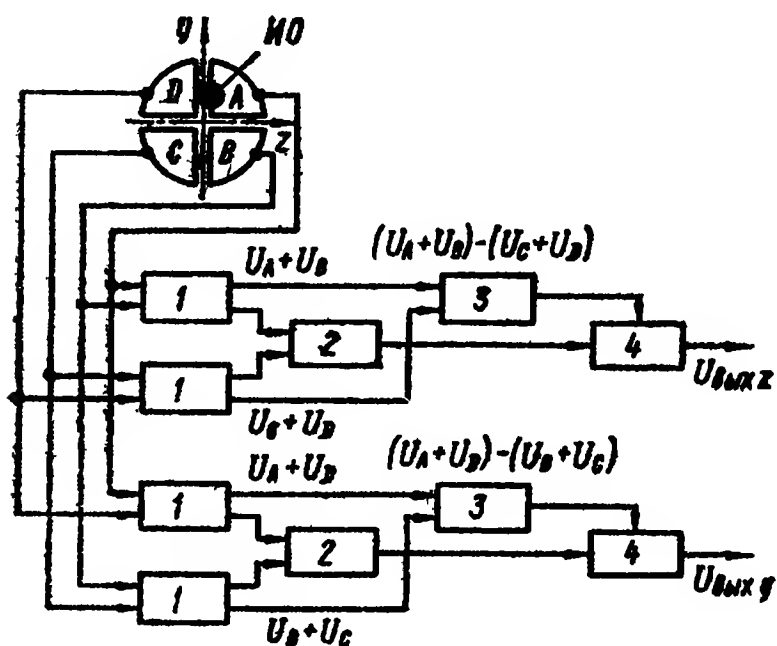 y
ИО
D
A
C
B
z
U_A+U_B
(U_A+U_B)-(U_C+U_D)
1
3
2
4
U_вых z
1
U_C+U_D
U_A+U_D
(U_A+U_D)-(U_B+U_C)
1
3
2
4
U_вых y
1
U_B+U_C